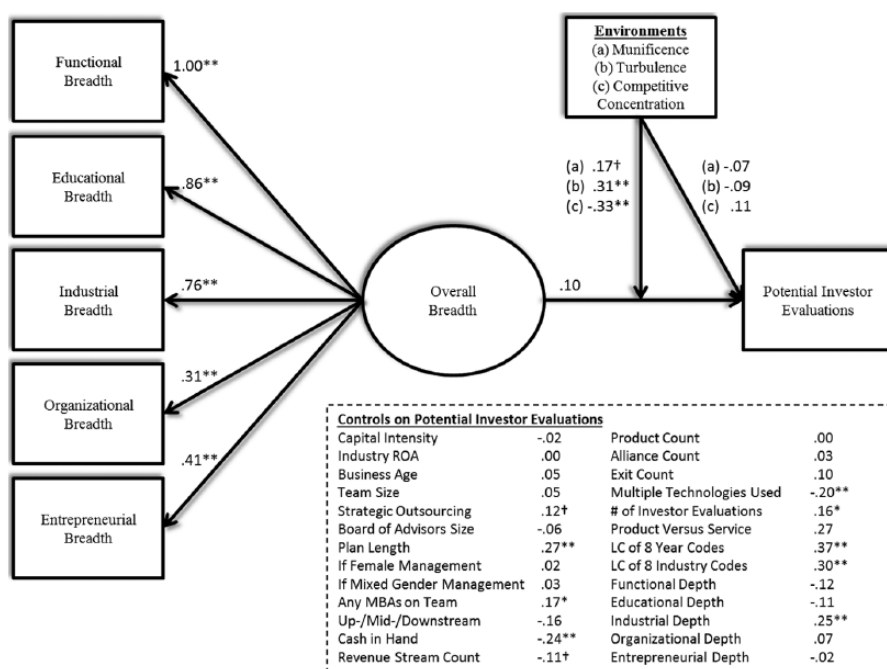 Functional
Breadth
1.00**
Educational
Breadth
.86**
Industrial
Breadth
.76**
Organizational
Breadth
.31**
Entrepreneurial
Breadth
.41**
Overall
Breadth
.10
Environments
(a) Munificence
(b) Turbulence
(c) Competitive
Concentration
(a) .17†
(b) .31**
(c) -.33**
(a) -.07
(b) -.09
(c) .11
Potential Investor
Evaluations
Controls on Potential Investor Evaluations
Capital Intensity -.02 Product Count .00
Industry ROA .00 Alliance Count .03
Business Age .05 Exit Count .10
Team Size .05 Multiple Technologies Used -.20**
Strategic Outsourcing .12† # of Investor Evaluations .16*
Board of Advisors Size -.06 Product Versus Service .27
Plan Length .27** LC of 8 Year Codes .37**
If Female Management .02 LC of 8 Industry Codes .30**
If Mixed Gender Management .03 Functional Depth -.12
Any MBAs on Team .17* Educational Depth -.11
Up-/Mid-/Downstream -.16 Industrial Depth .25**
Cash in Hand -.24** Organizational Depth .07
Revenue Stream Count -.11† Entrepreneurial Depth -.02